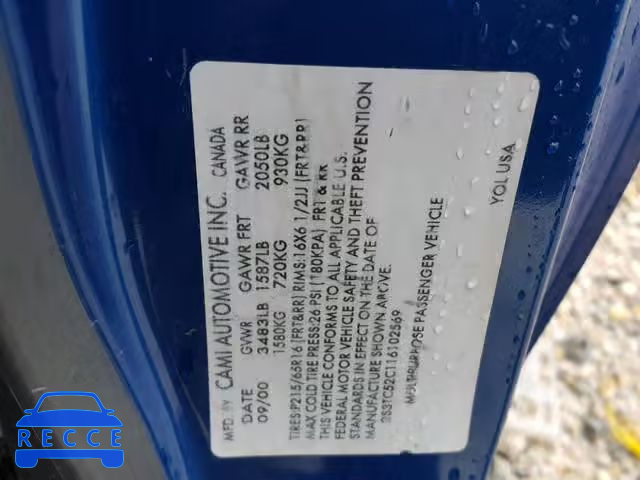 MFD. BY CAMI AUTOMOTIVE INC. CANADA
DATE GVWR GAWR FRT GAWR RR
09/00 3483LB 1587LB 2050LB
1580KG 720KG 930KG
TIRES:P215/65R16 (FRT&RR) RIMS:16X6 1/2JJ (FRT&RR)
MAX COLD TIRE PRESS:26 PSI (180KPA) FRT & RR
THIS VEHICLE CONFORMS TO ALL APPLICABLE U.S.
FEDERAL MOTOR VEHICLE SAFETY AND THEFT PREVENTION
STANDARDS IN EFFECT ON THE DATE OF
MANUFACTURE SHOWN ABOVE.
2S3TC52C116102569
MULTIPURPOSE PASSENGER VEHICLE
YOL USA
RECCE